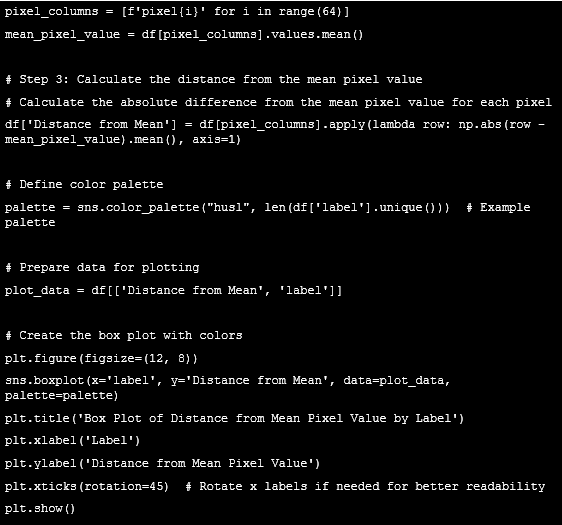 pixel_columns = [f'pixel{i}' for i in range(64)]
mean_pixel_value = df[pixel_columns].values.mean()
# Step 3: Calculate the distance from the mean pixel value
# Calculate the absolute difference from the mean pixel value for each pixel
df['Distance from Mean'] = df[pixel_columns].apply(lambda row: np.abs(row -
mean_pixel_value).mean(), axis=1)
# Define color palette
palette = sns.color_palette("husl", len(df['label'].unique()))  # Example
palette
# Prepare data for plotting
plot_data = df[['Distance from Mean', 'label']]
# Create the box plot with colors
plt.figure(figsize=(12, 8))
sns.boxplot(x='label', y='Distance from Mean', data=plot_data,
palette=palette)
plt.title('Box Plot of Distance from Mean Pixel Value by Label')
plt.xlabel('Label')
plt.ylabel('Distance from Mean Pixel Value')
plt.xticks(rotation=45)  # Rotate x labels if needed for better readability
plt.show()